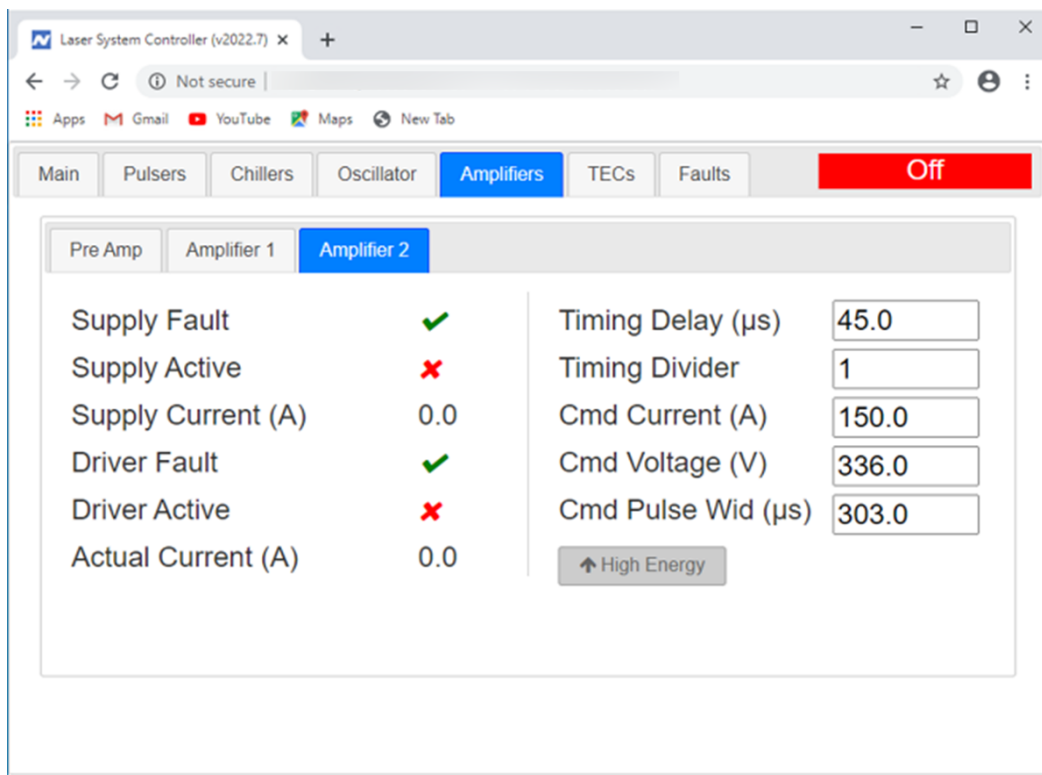 Laser System Controller (v2022.7)
Not secure
Apps Gmail YouTube Maps New Tab
Main Pulsers Chillers Oscillator Amplifiers TECs Faults Off
Pre Amp Amplifier 1 Amplifier 2
Supply Fault
Supply Active
Supply Current (A) 0.0
Driver Fault
Driver Active
Actual Current (A) 0.0
Timing Delay (µs) 45.0
Timing Divider 1
Cmd Current (A) 150.0
Cmd Voltage (V) 336.0
Cmd Pulse Wid (µs) 303.0
High Energy